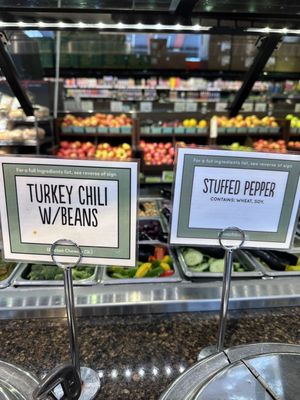 For a full ingredients list, see reverse of sign.
TURKEY CHILI
W/BEANS
For a full ingredients list, see reverse of sign.
STUFFED PEPPER
CONTAINS: WHEAT, SOY.